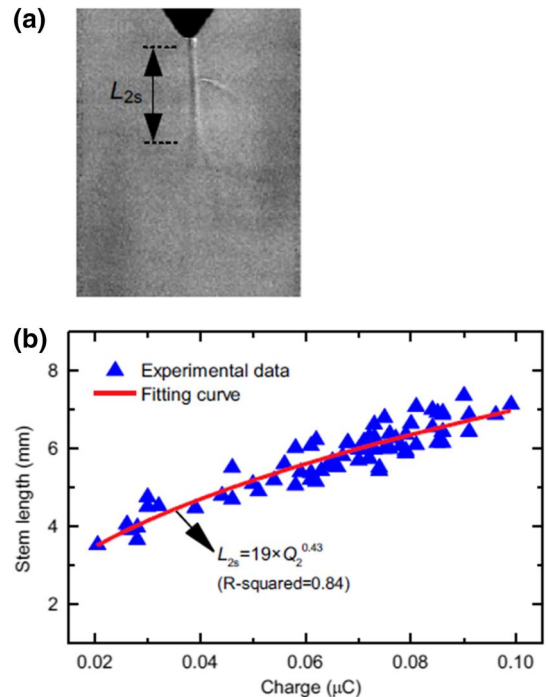 (a)
L2s
(b)
8
6
4
2
Stem length (mm)
Experimental data
Fitting curve
L2s=19×Q2^0.43
(R-squared=0.84)
0.02 0.04 0.06 0.08 0.10
Charge (μC)